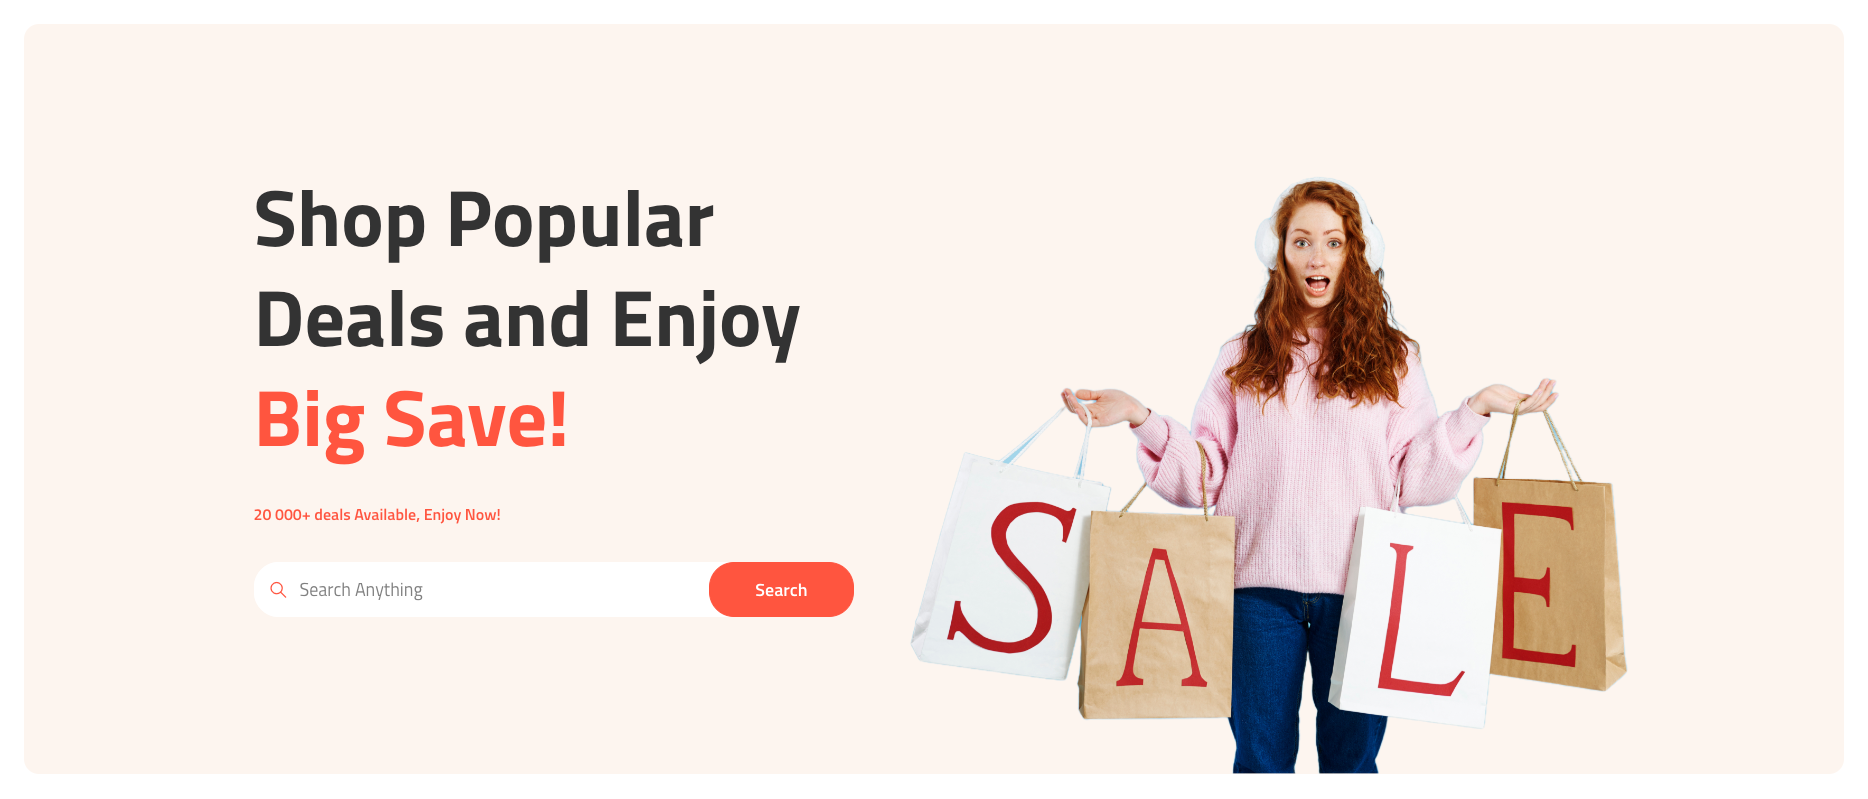 Shop Popular
Deals and Enjoy
Big Save!
20 000+ deals Available, Enjoy Now!
Search Anything
Search
S A L E